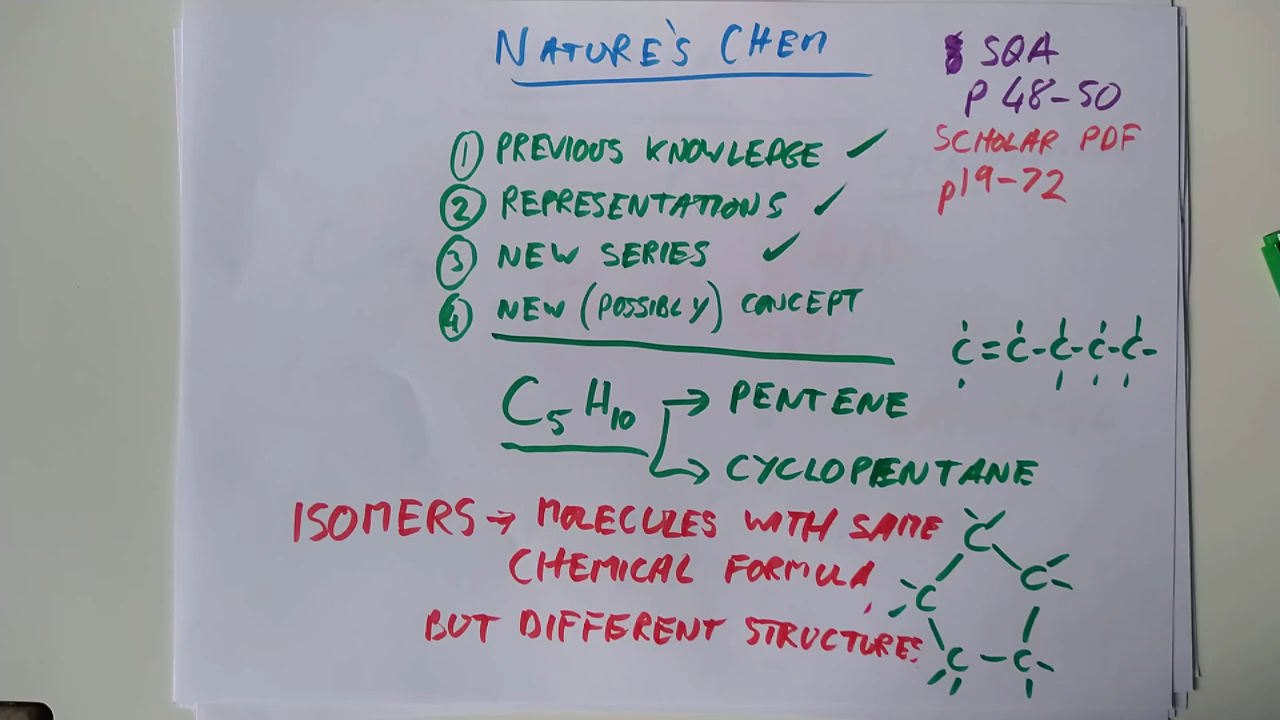 NATURE'S CHEM
SQA
P 48-50
SCHOLAR PDF
p19-72
① PREVIOUS KNOWLEDGE ✓
② REPRESENTATIONS ✓
③ NEW SERIES ✓
④ NEW (POSSIBLY) CONCEPT
C=C-C-C-C-
C₅H₁₀ → PENTENE
→ CYCLOPENTANE
ISOMERS → MOLECULES WITH SAME
CHEMICAL FORMULA
BUT DIFFERENT STRUCTURES
C
C
C
C - C